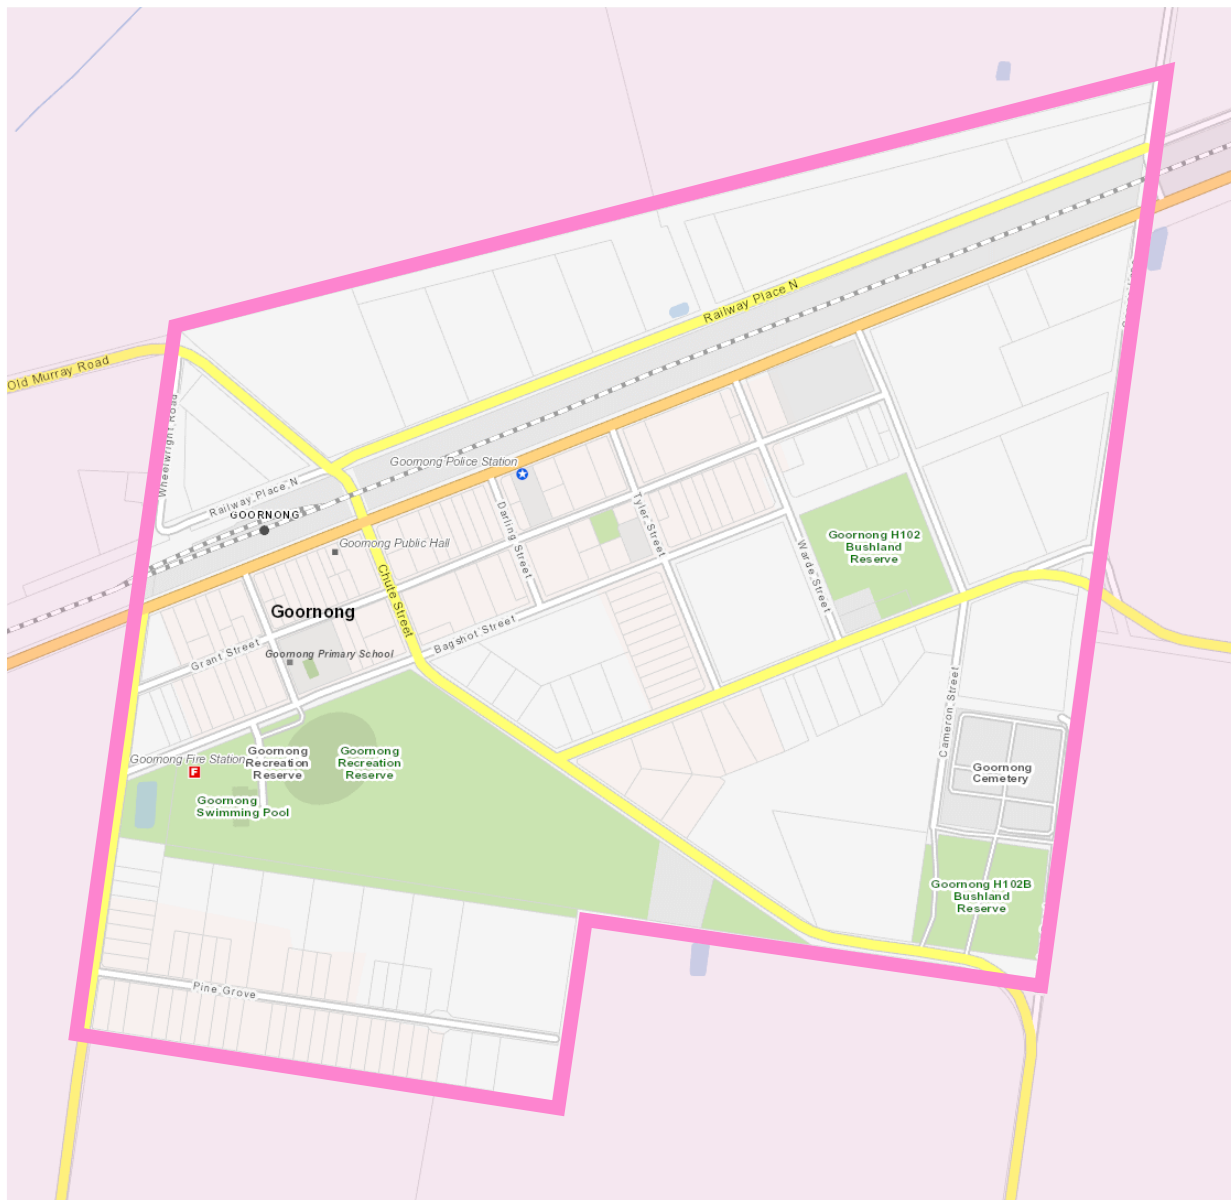 Railway Place N
Old Murray Road
Wheelwright Road
Goornong Police Station
Railway Place N
GOORNONG
Darling Street
Tyler Street
Goornong Public Hall
Goornong H102
Bushland
Reserve
Warde Street
Chute Street
Goornong
Grant Street
Bagshot Street
Goornong Primary School
Cameron Street
Goornong Fire Station
F
Goornong
Recreation
Reserve
Goornong
Recreation
Reserve
Goornong
Cemetery
Goornong
Swimming Pool
Goornong H102B
Bushland
Reserve
Pine Grove